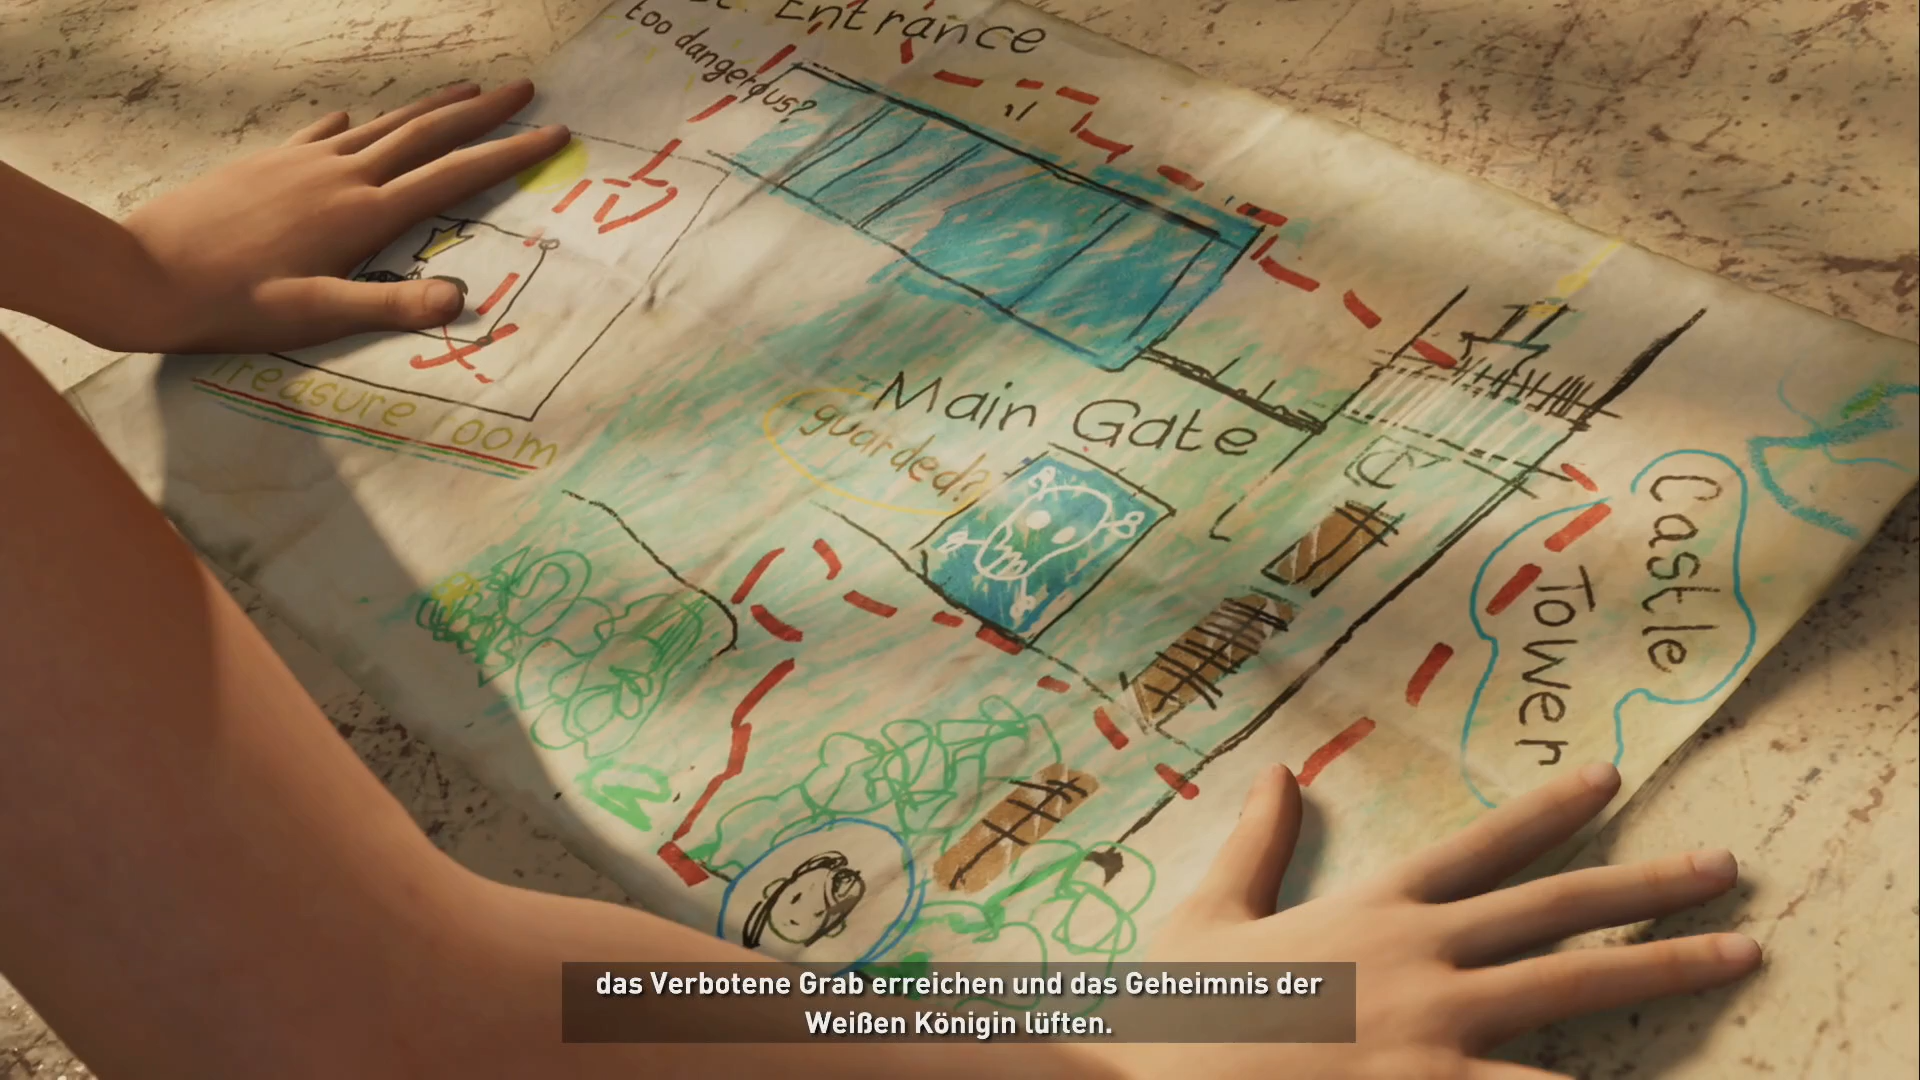 Entrance
too dangerous?
Main Gate
guarded?
Treasure room
Castle
Tower
das Verbotene Grab erreichen und das Geheimnis der
Weißen Königin lüften.